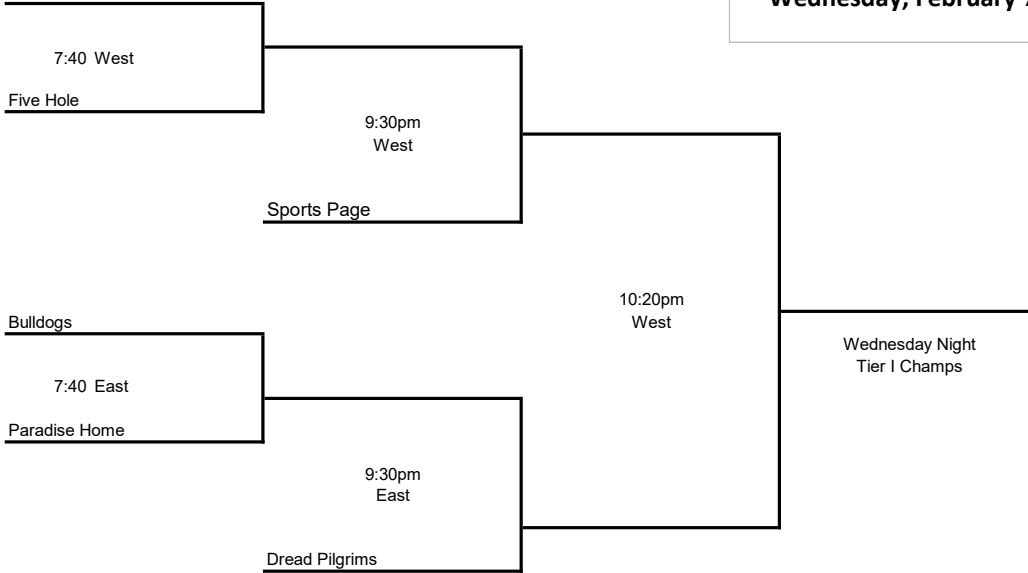 Wednesday, February
7:40 West
Five Hole
9:30pm
West
Sports Page
10:20pm
West
Bulldogs
Wednesday Night
Tier I Champs
7:40 East
Paradise Home
9:30pm
East
Dread Pilgrims